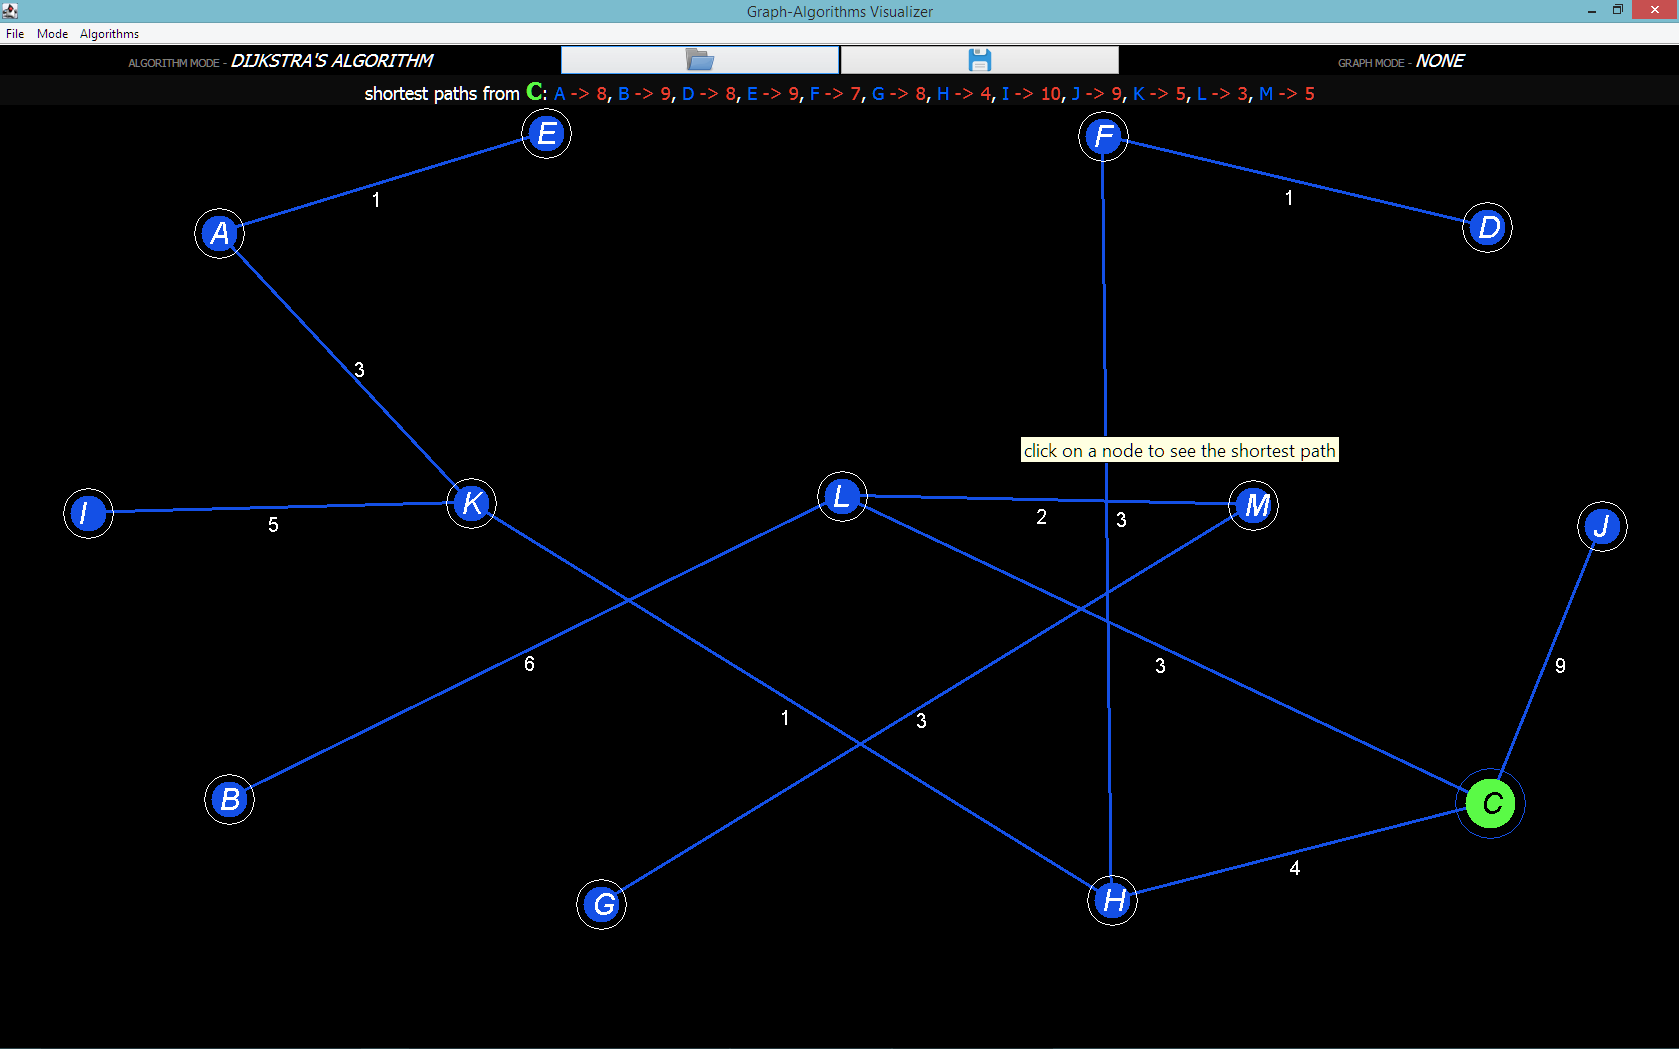 Graph-Algorithms Visualizer
File Mode Algorithms
ALGORITHM MODE - DIJKSTRA'S ALGORITHM
GRAPH MODE - NONE
shortest paths from C: A -> 8, B -> 9, D -> 8, E -> 9, F -> 7, G -> 8, H -> 4, I -> 10, J -> 9, K -> 5, L -> 3, M -> 5
E
F
1
1
A
D
3
click on a node to see the shortest path
I
5
K
L
2
3
M
J
6
3
9
1
3
B
C
4
G
H